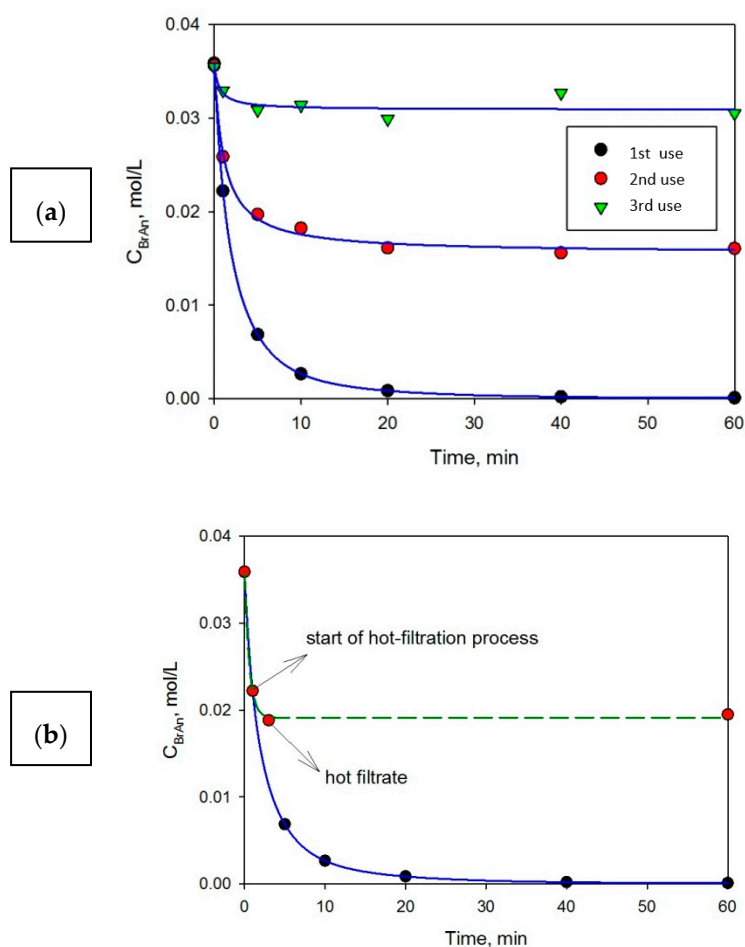 (a)
C_BrAn, mol/L
0.04
0.03
0.02
0.01
0.00
1st use
2nd use
3rd use
0 10 20 30 40 50 60
Time, min
(b)
C_BrAn, mol/L
0.04
0.03
0.02
0.01
0.00
start of hot-filtration process
hot filtrate
0 10 20 30 40 50 60
Time, min